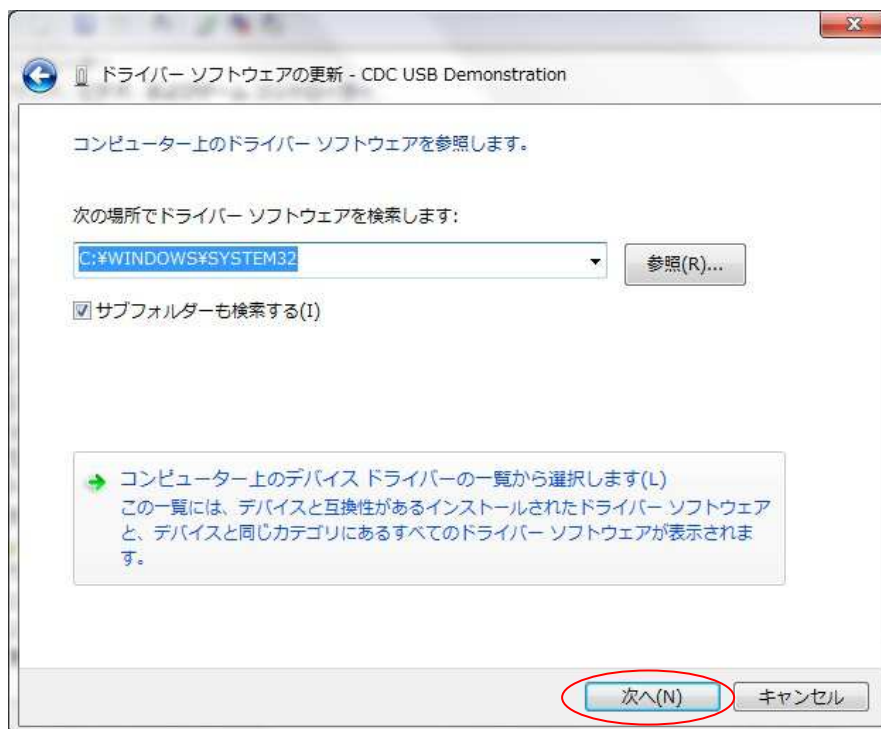 ドライバー ソフトウェアの更新 - CDC USB Demonstration
コンピューター上のドライバー ソフトウェアを参照します。
次の場所でドライバー ソフトウェアを検索します:
C:¥WINDOWS¥SYSTEM32
参照(R)...
サブフォルダーも検索する(I)
コンピューター上のデバイス ドライバーの一覧から選択します(L)
この一覧には、デバイスと互換性があるインストールされたドライバー ソフトウェア
と、デバイスと同じカテゴリにあるすべてのドライバー ソフトウェアが表示されま
す。
次へ(N)
キャンセル